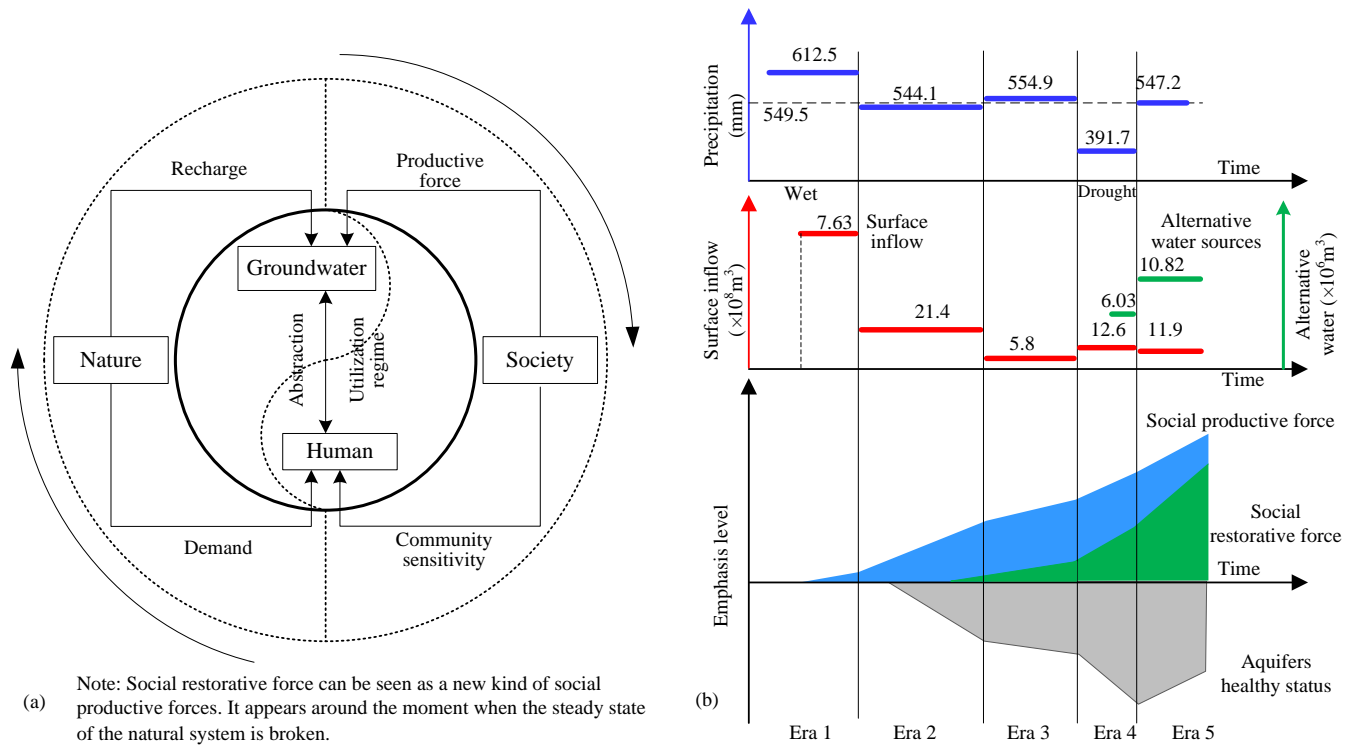 Recharge
Productive
force
Groundwater
Nature
Society
Abstraction
Utilization
regime
Human
Demand
Community
sensitivity
(a)
Note: Social restorative force can be seen as a new kind of social
productive forces. It appears around the moment when the steady state
of the natural system is broken.
Precipitation
(mm)
612.5
549.5
544.1
554.9
391.7
547.2
Time
Wet
Drought
Surface inflow
(×10⁸m³)
7.63
Surface
inflow
21.4
5.8
12.6
11.9
6.03
10.82
Alternative
water sources
Alternative
water (×10⁶m³)
Time
Emphasis level
Social productive force
Social
restorative force
Time
Aquifers
healthy status
(b)
Era 1
Era 2
Era 3
Era 4
Era 5